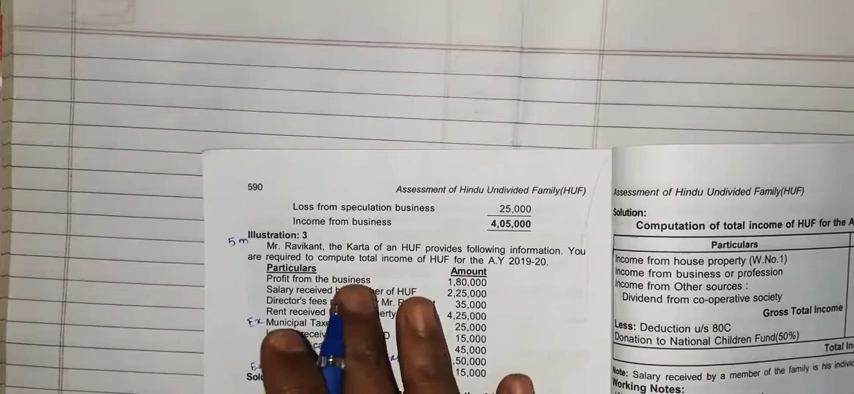 590
Assessment of Hindu Undivided Family(HUF)
Loss from speculation business 25,000
Income from business 4,05,000
Illustration: 3
5m
Mr. Ravikant, the Karta of an HUF provides following information. You
are required to compute total income of HUF for the A.Y 2019-20.
Particulars Amount
Profit from the business 1,80,000
Salary received of HUF 2,25,000
Director's fees Mr. 35,000
Rent received 4,25,000
Ex Municipal 25,000
15,000
45,000
50,000
15,000
Assessment of Hindu Undivided Family(HUF)
Solution:
Computation of total income of HUF for the
Particulars
Income from house property (W.No.1)
Income from business or profession
Income from Other sources :
Dividend from co-operative society
Gross Total Income
Less: Deduction u/s 80C
Donation to National Children Fund(50%)
Total
Note: Salary received by a member of the family is his
Working Notes: